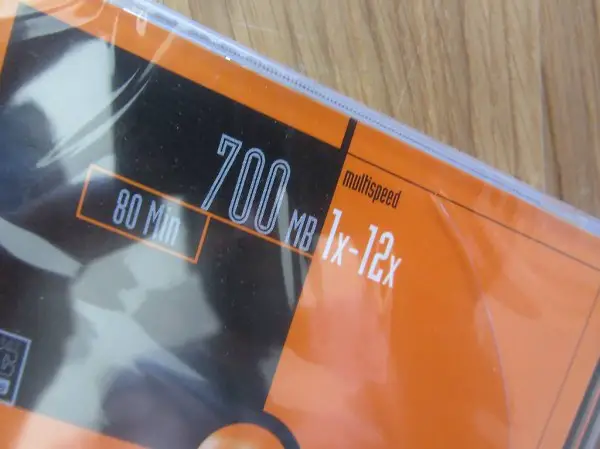 700 MB
80 Min
multispeed
1x-12x